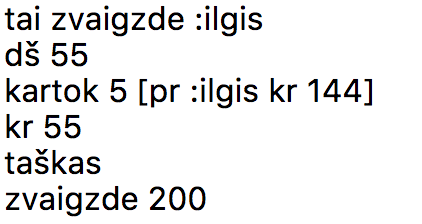 tai zvaigzde :ilgis
dš 55
kartok 5 [pr :ilgis kr 144]
kr 55
taškas
zvaigzde 200